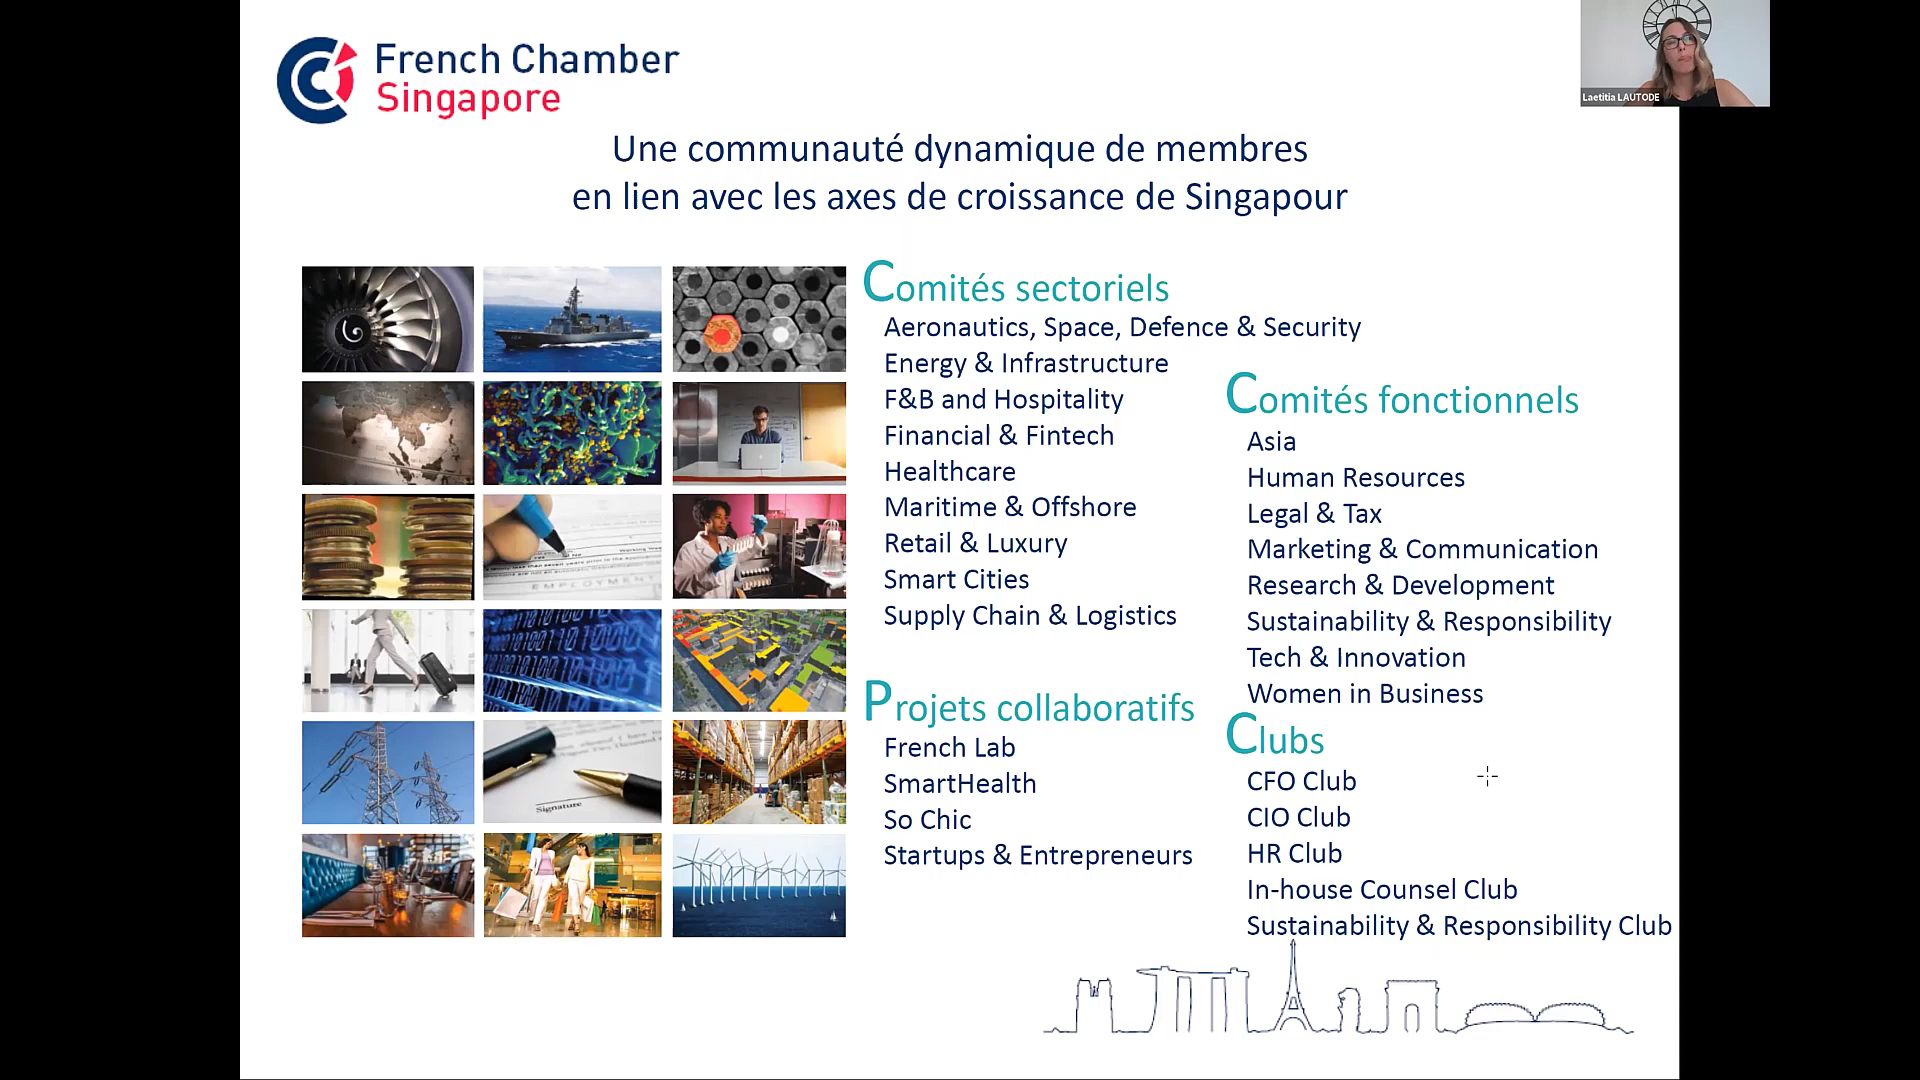 French Chamber
Singapore
Laetitia LAUTODE
Une communauté dynamique de membres
en lien avec les axes de croissance de Singapour
Comités sectoriels
Aeronautics, Space, Defence & Security
Energy & Infrastructure
F&B and Hospitality
Financial & Fintech
Healthcare
Maritime & Offshore
Retail & Luxury
Smart Cities
Supply Chain & Logistics
Projets collaboratifs
French Lab
SmartHealth
So Chic
Startups & Entrepreneurs
Comités fonctionnels
Asia
Human Resources
Legal & Tax
Marketing & Communication
Research & Development
Sustainability & Responsibility
Tech & Innovation
Women in Business
Clubs
CFO Club
CIO Club
HR Club
In-house Counsel Club
Sustainability & Responsibility Club
EMPLOYMENT
Signature